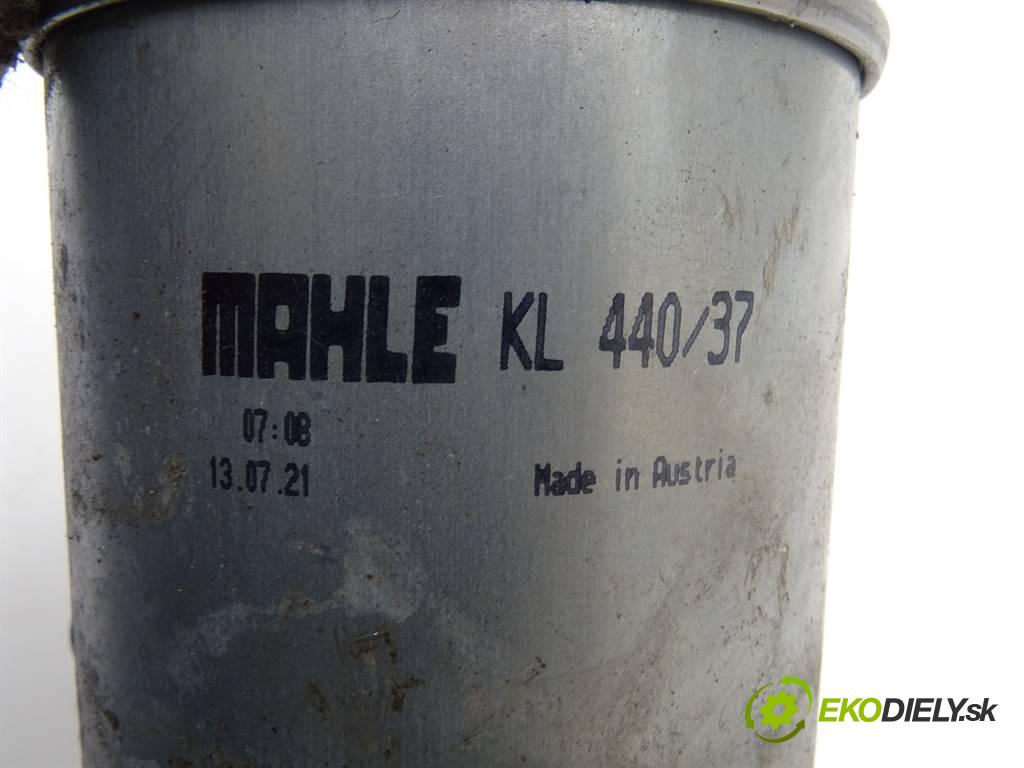 MAHLE KL 440/37
07:08
13.07.21 Made in Austria
EKODIELY.sk